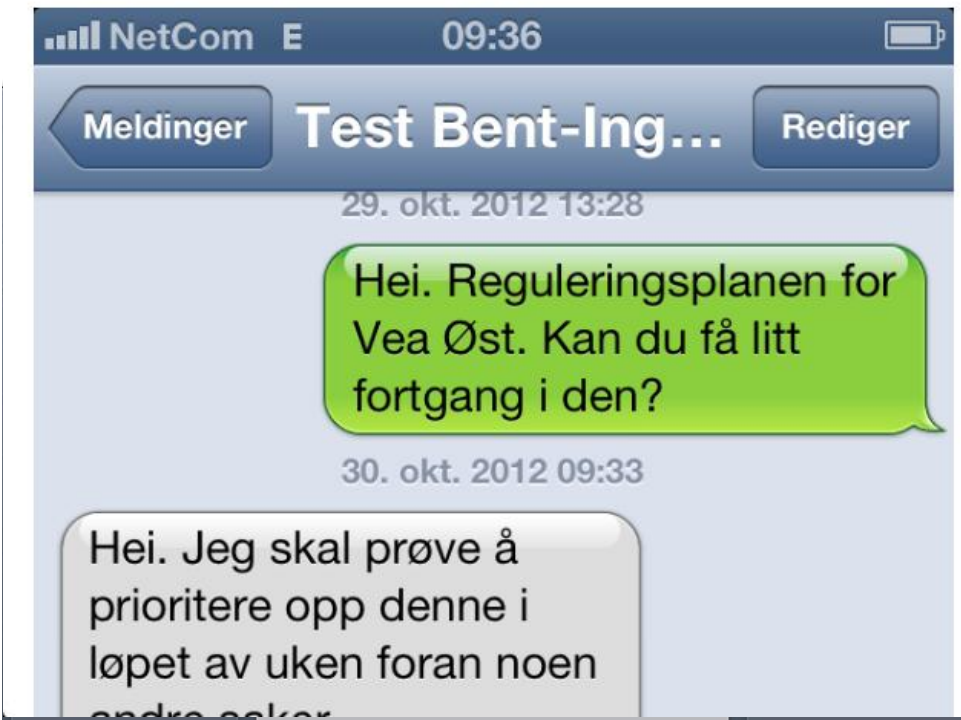 NetCom E 09:36
Meldinger Test Bent-Ing... Rediger
29. okt. 2012 13:28
Hei. Reguleringsplanen for
Vea Øst. Kan du få litt
fortgang i den?
30. okt. 2012 09:33
Hei. Jeg skal prøve å
prioritere opp denne i
løpet av uken foran noen
andre saker